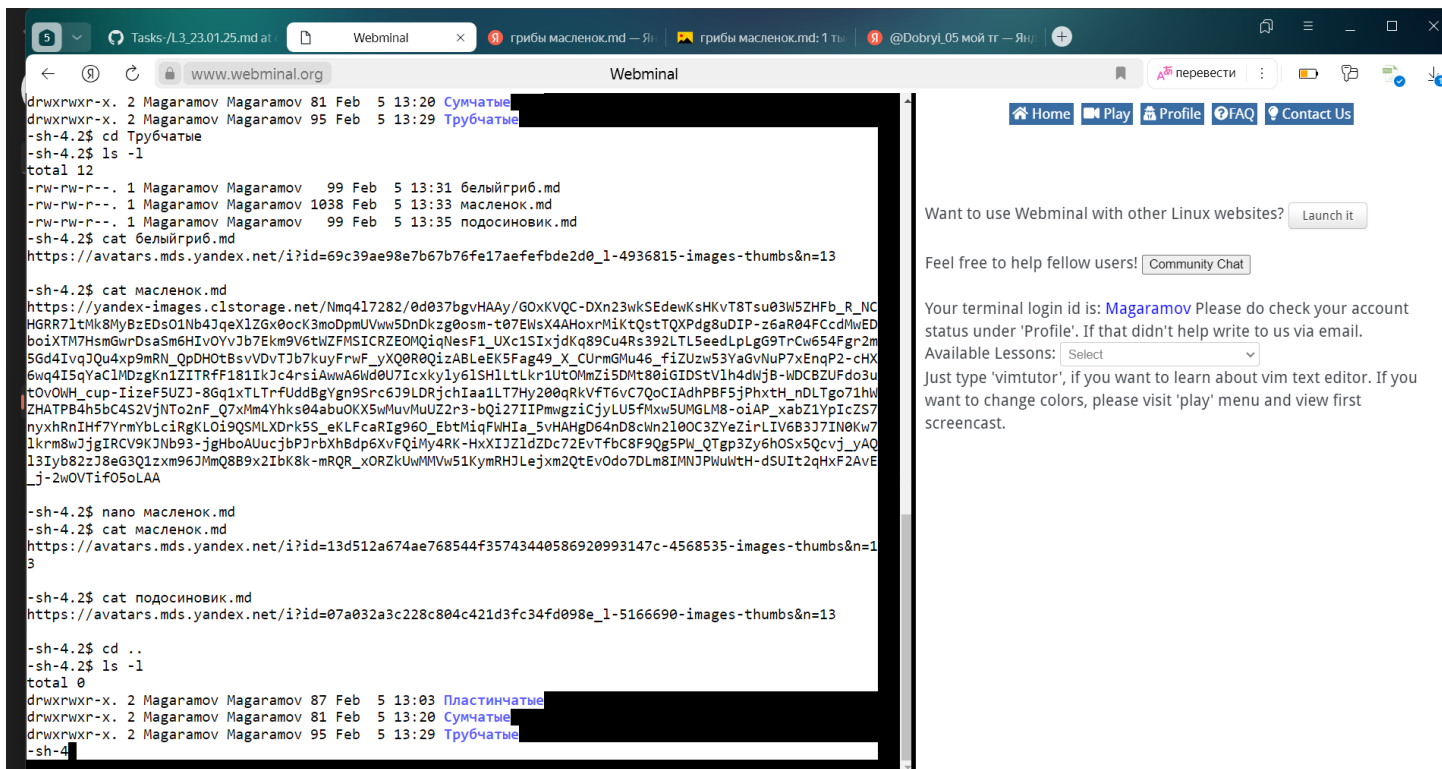 5
Tasks-/L3_23.01.25.md at
Webminal
грибы масленок.md — Ян
грибы масленок.md: 1 ты
@Dobryi_05 мой тг — Янд
www.webminal.org
Webminal
перевести
drwxrwxr-x. 2 Magaramov Magaramov 81 Feb  5 13:20 Сумчатые
drwxrwxr-x. 2 Magaramov Magaramov 95 Feb  5 13:29 Трубчатые
-sh-4.2$ cd Трубчатые
-sh-4.2$ ls -l
total 12
-rw-rw-r--. 1 Magaramov Magaramov   99 Feb  5 13:31 белыйгриб.md
-rw-rw-r--. 1 Magaramov Magaramov 1038 Feb  5 13:33 масленок.md
-rw-rw-r--. 1 Magaramov Magaramov   99 Feb  5 13:35 подосиновик.md
-sh-4.2$ cat белыйгриб.md
https://avatars.mds.yandex.net/i?id=69c39ae98e7b67b76fe17aefefbde2d0_l-4936815-images-thumbs&n=13
-sh-4.2$ cat масленок.md
https://yandex-images.clstorage.net/Nmq4l7282/0d037bgvHAAy/GOxKVQC-DXn23wkSEdewKsHKvT8Tsu03W5ZHFb_R_NC
HGRR7ltMk8MyBzEDsO1Nb4JqeXlZGx0ocK3moDpmUVww5DnDkzg0osm-t07EWsX4AHoxrMiKtQstTQXPdg8uDIP-z6aR04FCcdMwED
boiXTM7HsmGwrDsaSm6HIvOYvJb7Ekm9V6tWZFMSICRZEOMQiqNesF1_UXc1SIxjdKq89Cu4Rs392LTL5eedLpLgG9TrCw654Fgr2m
5Gd4IvqJQu4xp9mRN_QpDHOtBsvVDvTJb7kuyFrwF_yXQ0R0QizABLeEK5Fag49_X_CUrmGMu46_fiZUzw53YaGvNuP7xEnqP2-cHX
6wq4I5qYaClMDzgKn1ZITRfF181IkJc4rsiAwwA6Wd0U7Icxkyly6lSHlLtLkr1UtOMmZi5DMt80iGIDStVlh4dWjB-WDCBZUFdo3u
tOvOWH_cup-IizeF5UZJ-8Gq1xTLTrfUddBgYgn9Src6J9LDRjchIaa1LT7Hy200qRkVfT6vC7QoCIAdhPBF5jPhxtH_nDLTgo71hW
ZHATPB4h5bC4S2VjNTo2nF_Q7xMm4Yhks04abuOKX5wMuvMuUZ2r3-bQi27IIPmwgziCjyLU5fMxw5UMGLM8-oiAP_xabZ1YpIcZS7
nyxhRnIHf7YrmYbLciRgKLOi9QSMLXDrk5S_eKLFcaRIg96O_EbtMiqFWHIa_5vHAHgD64nD8cWn2l0OC3ZYeZirLIV6B3J7IN0Kw7
lkrm8wJjgIRCV9KJNb93-jgHboAUucjbPJrbXhBdp6XvFQiMy4RK-HxXIJZldZDc72EvTfbC8F9Qg5PW_QTgp3Zy6hOSx5Qcvj_yAQ
l3Iyb82zJ8eG3Q1zxm96JMmQ8B9x2IbK8k-mRQR_xORZkUwMMVw51KymRHJLejxm2QtEvOdo7DLm8IMNJPWuWtH-dSUIt2qHxF2AvE
_j-2wOVTifO5oLAA
-sh-4.2$ nano масленок.md
-sh-4.2$ cat масленок.md
https://avatars.mds.yandex.net/i?id=13d512a674ae768544f35743440586920993147c-4568535-images-thumbs&n=1
3
-sh-4.2$ cat подосиновик.md
https://avatars.mds.yandex.net/i?id=07a032a3c228c804c421d3fc34fd098e_l-5166690-images-thumbs&n=13
-sh-4.2$ cd ..
-sh-4.2$ ls -l
total 0
drwxrwxr-x. 2 Magaramov Magaramov 87 Feb  5 13:03 Пластинчатые
drwxrwxr-x. 2 Magaramov Magaramov 81 Feb  5 13:20 Сумчатые
drwxrwxr-x. 2 Magaramov Magaramov 95 Feb  5 13:29 Трубчатые
-sh-4
Home Play Profile FAQ Contact Us
Want to use Webminal with other Linux websites? Launch it
Feel free to help fellow users! Community Chat
Your terminal login id is: Magaramov Please do check your account
status under 'Profile'. If that didn't help write to us via email.
Available Lessons: Select
Just type 'vimtutor', if you want to learn about vim text editor. If you
want to change colors, please visit 'play' menu and view first
screencast.